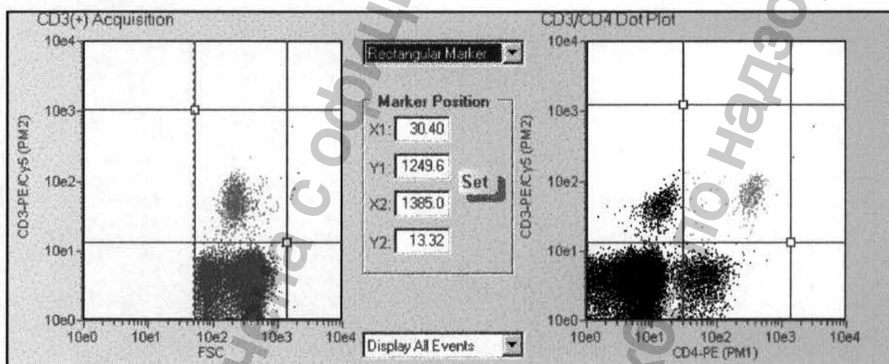 CD3(+) Acquisition
10e4
10e3
10e2
10e1
10e0
CD3-PE/Cy5 (PM2)
10e0 10e1 10e2 10e3 10e4
FSC
Rectangular Marker
Marker Position
X1: 30.40
Y1: 1249.6
X2: 1385.0
Y2: 13.32
Set
Display All Events
CD3/CD4 Dot Plot
10e4
10e3
10e2
10e1
10e0
CD3-PE/Cy5 (PM2)
10e0 10e1 10e2 10e3 10e4
CD4-PE (PM1)
по надзо